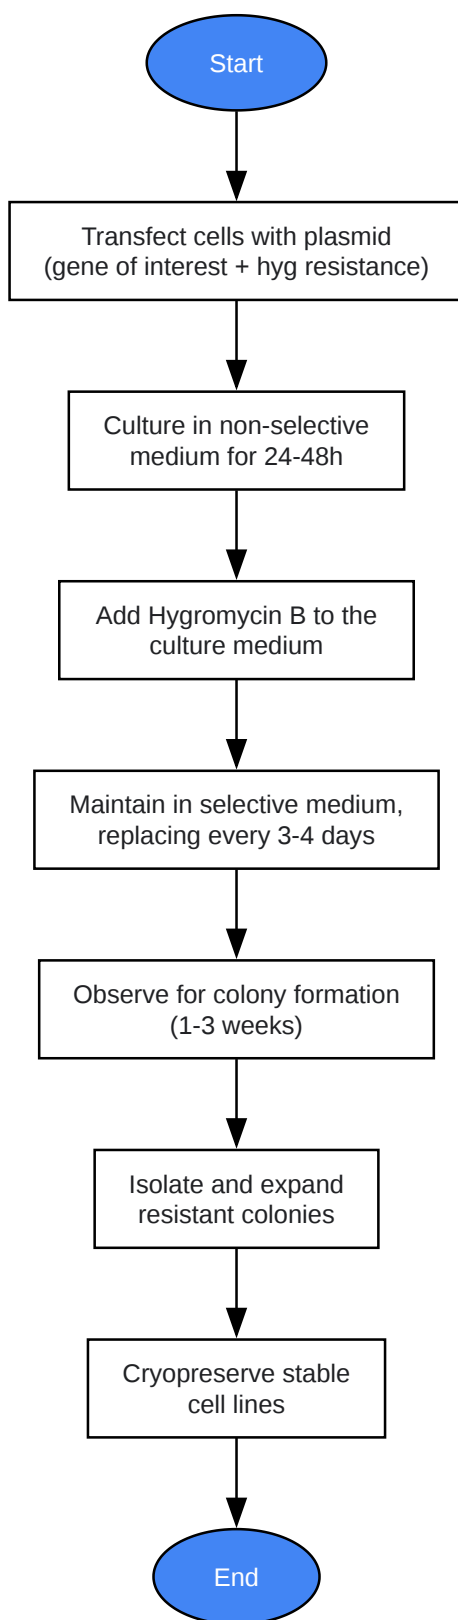 Start
Transfect cells with plasmid
(gene of interest + hyg resistance)
Culture in non-selective
medium for 24-48h
Add Hygromycin B to the
culture medium
Maintain in selective medium,
replacing every 3-4 days
Observe for colony formation
(1-3 weeks)
Isolate and expand
resistant colonies
Cryopreserve stable
cell lines
End